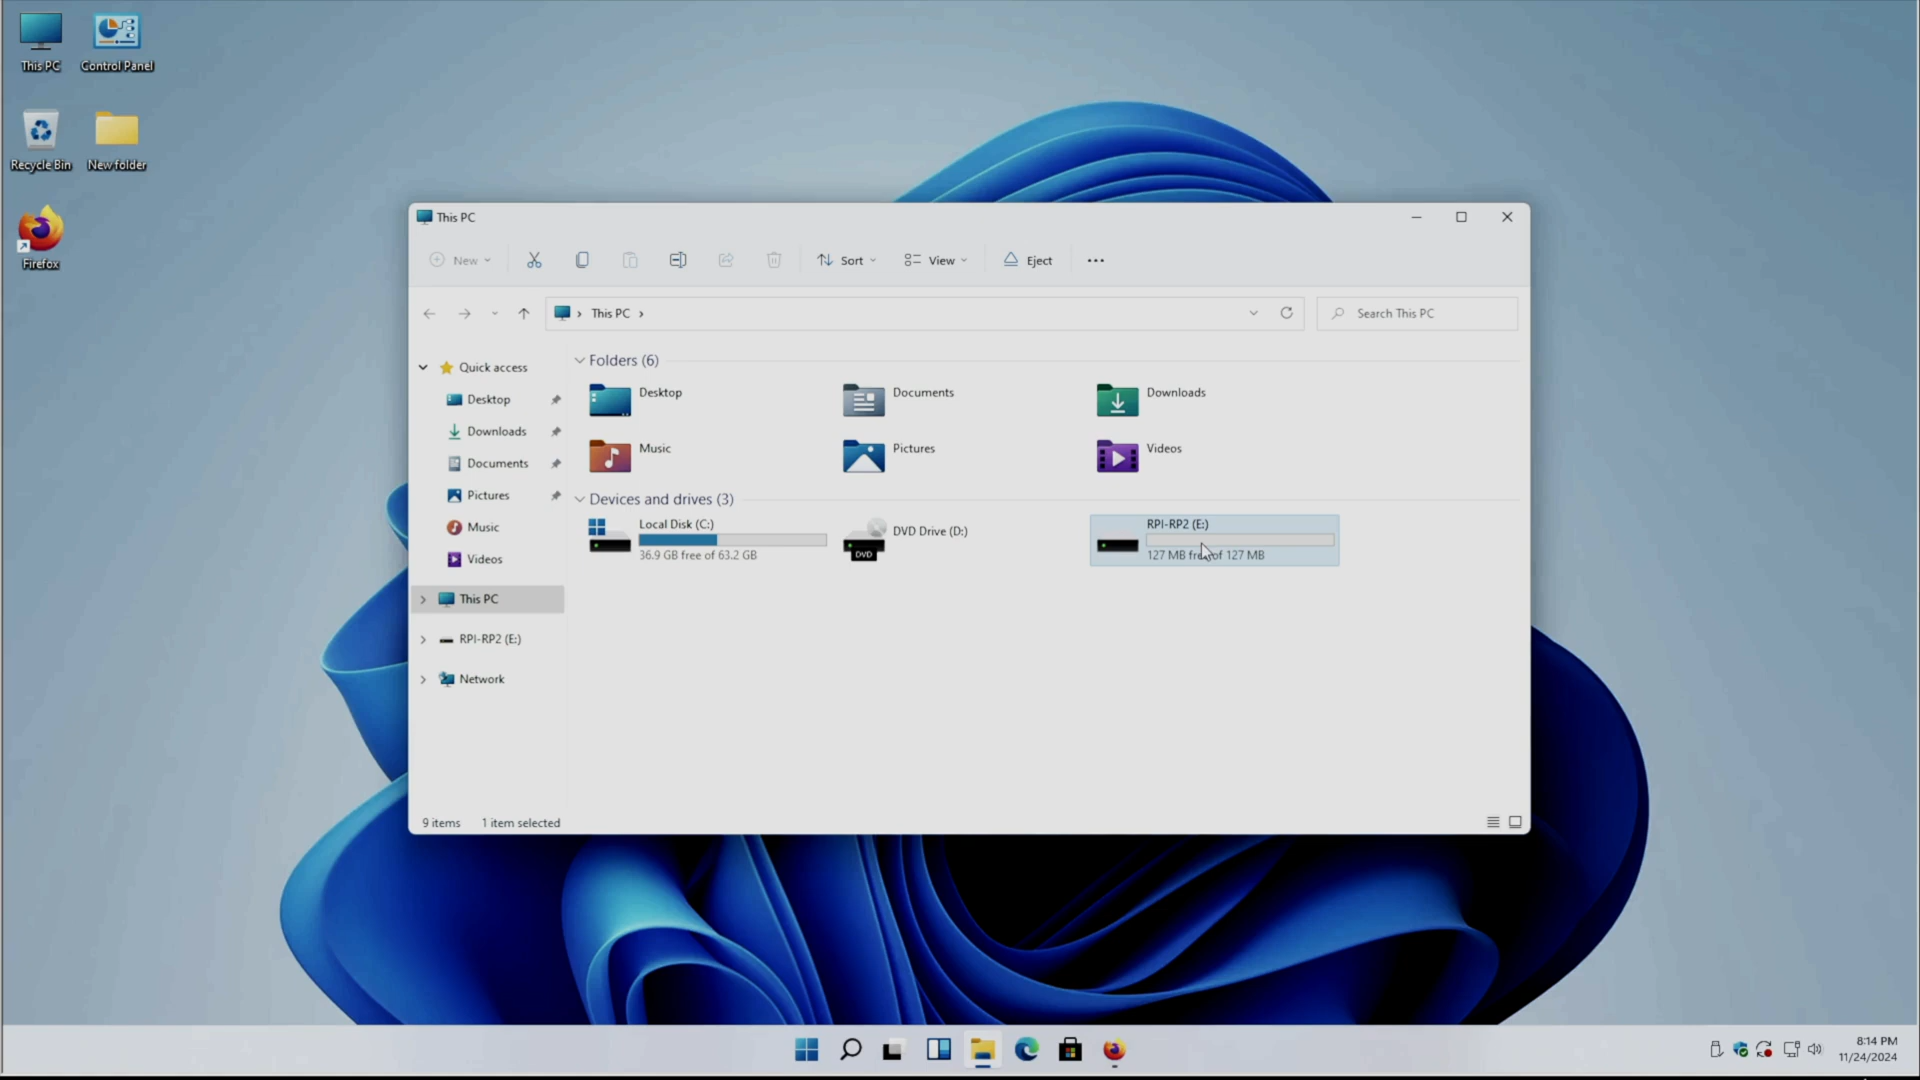 This PC
Control Panel
Recycle Bin
New folder
Firefox
This PC
New
Sort
View
Eject
This PC
Search This PC
Quick access
Desktop
Downloads
Documents
Pictures
Music
Videos
This PC
RPI-RP2 (E:)
Network
Folders (6)
Desktop
Documents
Downloads
Music
Pictures
Videos
Devices and drives (3)
Local Disk (C:)
36.9 GB free of 63.2 GB
DVD
DVD Drive (D:)
RPI-RP2 (E:)
127 MB free of 127 MB
9 items
1 item selected
8:14 PM
11/24/2024